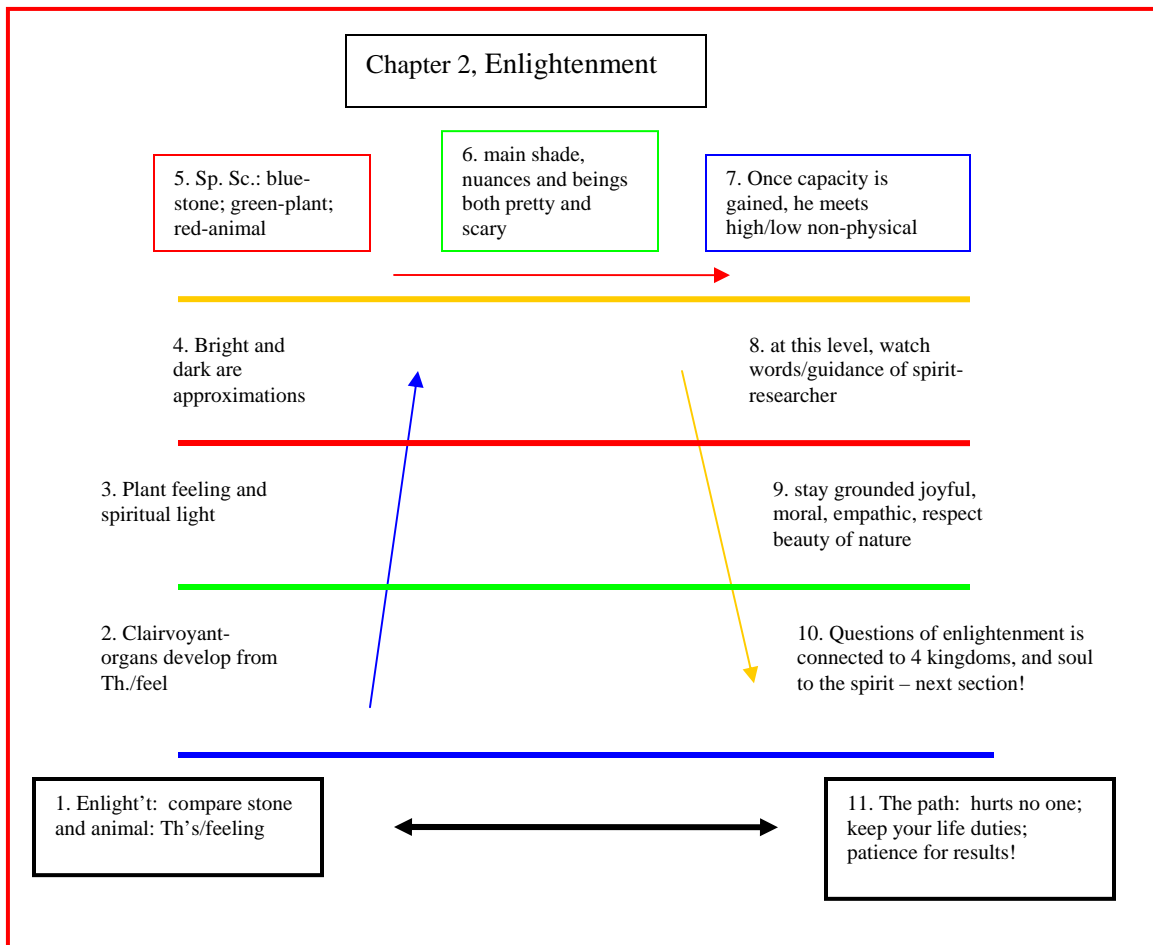 Chapter 2, Enlightenment
5. Sp. Sc.: blue-
stone; green-plant;
red-animal
6. main shade,
nuances and beings
both pretty and
scary
7. Once capacity is
gained, he meets
high/low non-physical
4. Bright and
dark are
approximations
8. at this level, watch
words/guidance of spirit-
researcher
3. Plant feeling and
spiritual light
9. stay grounded joyful,
moral, empathic, respect
beauty of nature
2. Clairvoyant-
organs develop from
Th./feel
10. Questions of enlightenment is
connected to 4 kingdoms, and soul
to the spirit – next section!
1. Enlight’t: compare stone
and animal: Th’s/feeling
11. The path: hurts no one;
keep your life duties;
patience for results!